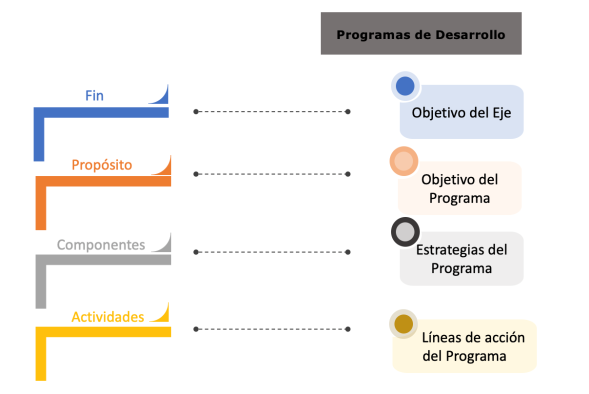 Programas de Desarrollo
Fin
Objetivo del Eje
Propósito
Objetivo del
Programa
Componentes
Estrategias del
Programa
Actividades
Líneas de acción
del Programa